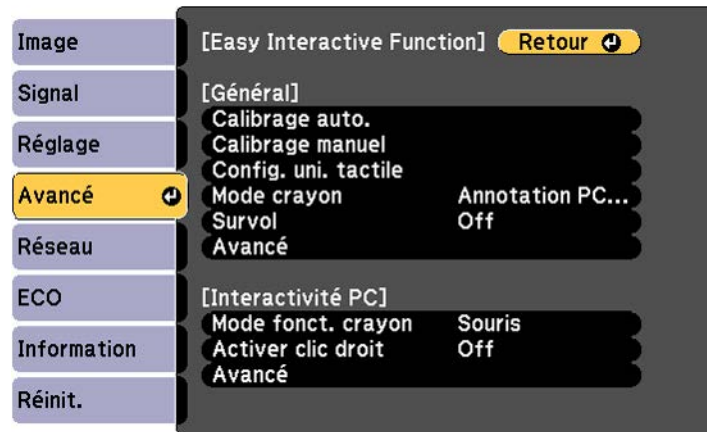 Image
Signal
Réglage
Avancé
Réseau
ECO
Information
Réinit.
[Easy Interactive Function] Retour
[Général]
Calibrage auto.
Calibrage manuel
Config. uni. tactile
Mode crayon Annotation PC...
Survol Off
Avancé
[Interactivité PC]
Mode fonct. crayon Souris
Activer clic droit Off
Avancé